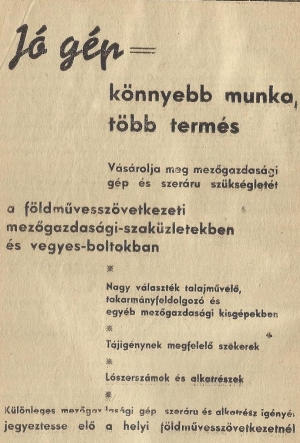 Jó gép=
könnyebb munka,
több termés
Vásárolja meg mezőgazdasági
gép és szeráru szükségletét
a földművesszövetkezeti
mezőgazdasági-szaküzletekben
és vegyes-boltokban
*
Nagy választék talajművelő,
takarmányfeldolgozó és
egyéb mezőgazdasági kisgépekben
*
Tájigénynek megfelelő szekerek
*
Lószerszámok és alkatrészek
*
Különleges mezőgazdasági gép szeráru és alkatrész igényei
jegyeztesse elő a helyi földművesszövetkezetnél